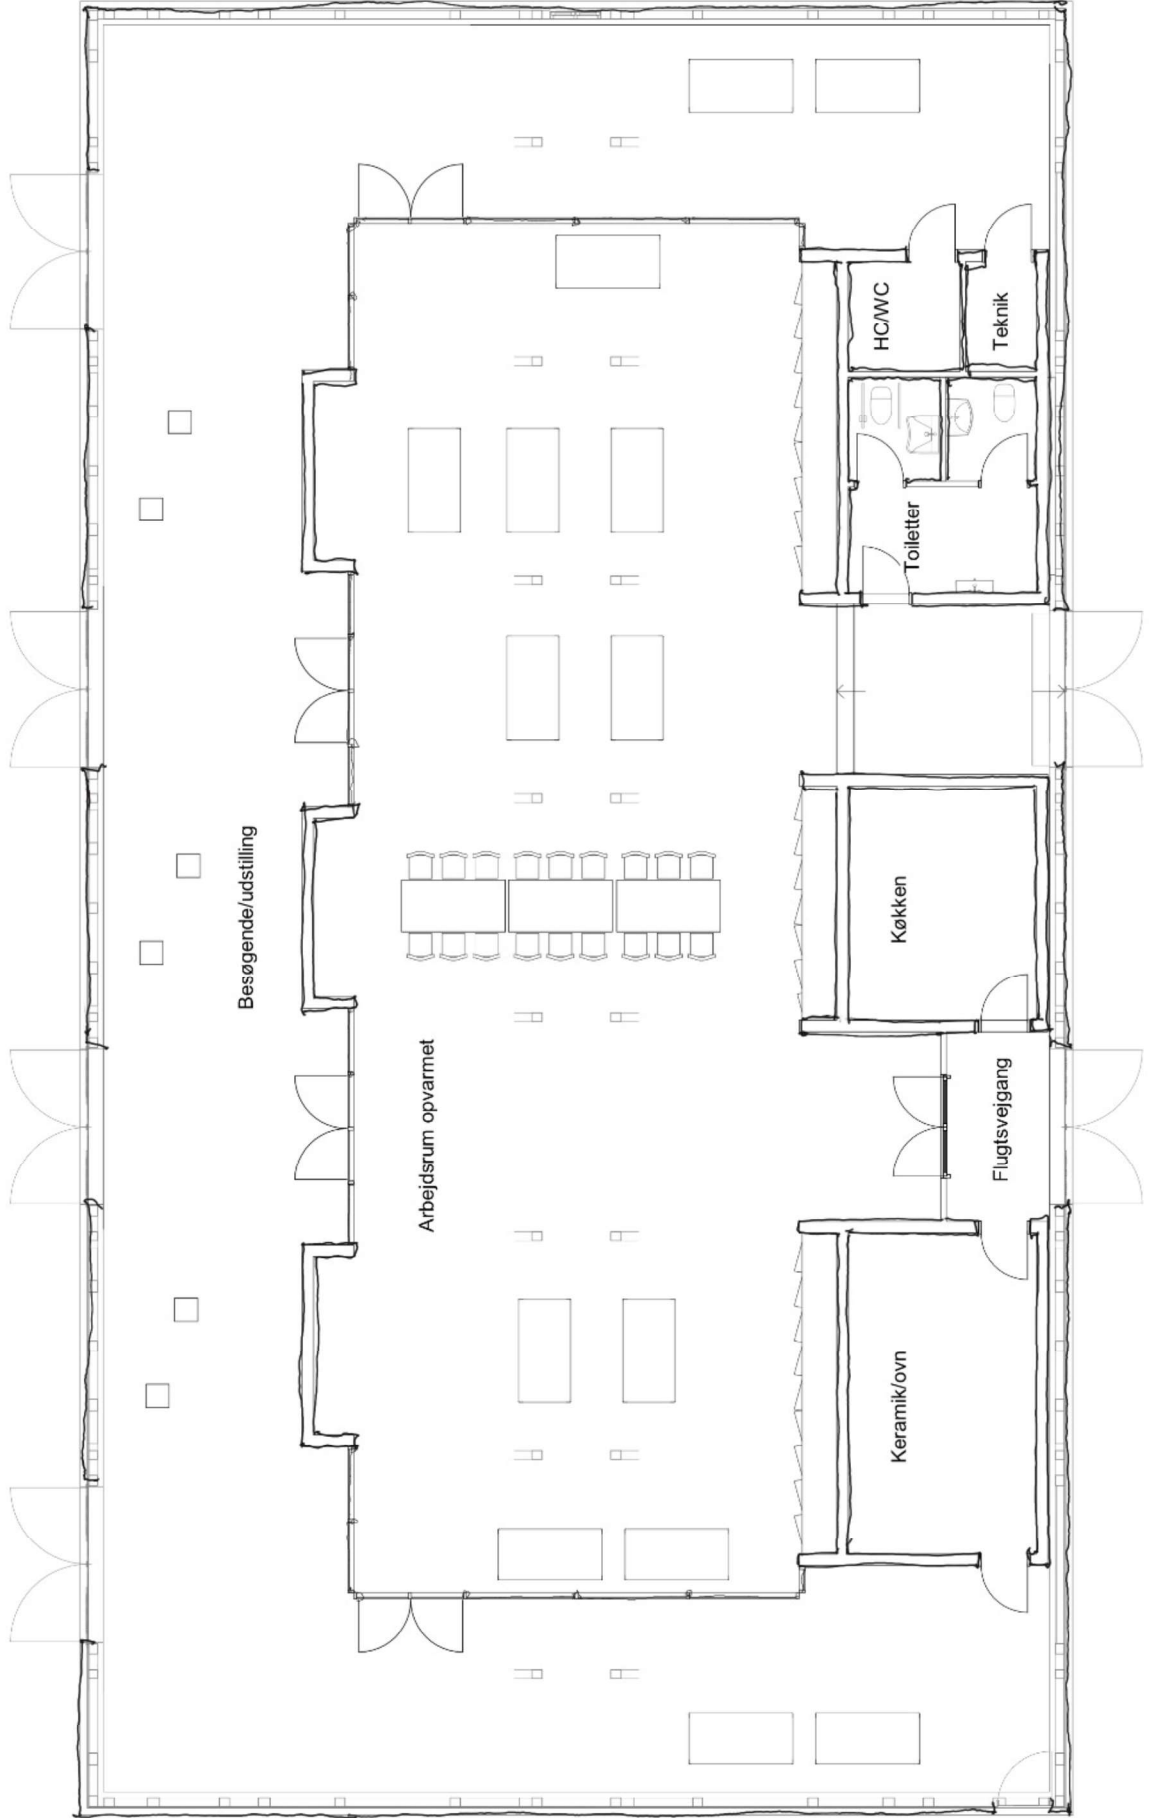 Besøgende/udstilling
Arbejdsrum opvarmet
HC/WC
Teknik
Toiletter
Køkken
Flugtsvejgang
Keramik/ovn